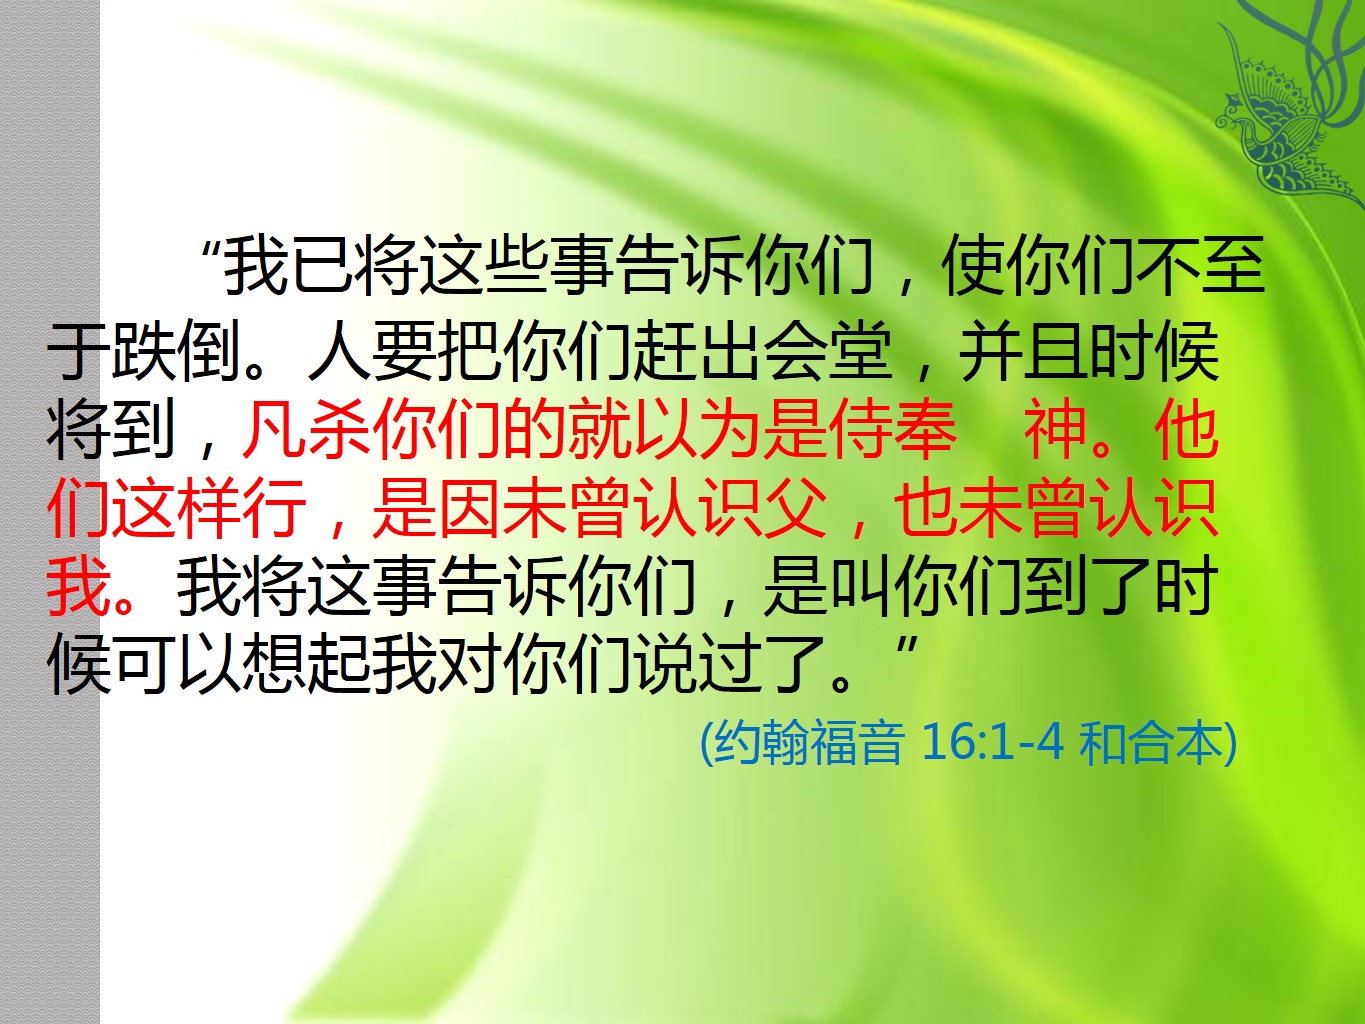 “我已将这些事告诉你们，使你们不至
于跌倒。人要把你们赶出会堂，并且时候
将到，凡杀你们的就以为是侍奉　神。他
们这样行，是因未曾认识父，也未曾认识
我。我将这事告诉你们，是叫你们到了时
候可以想起我对你们说过了。”
(约翰福音 16:1-4 和合本)